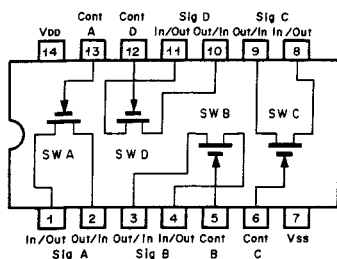 Cont Cont Sig D Sig C
VDD A D In/Out Out/In Out/In In/Out
14 13 12 11 10 9 8
SW B SW C
SW A SW D
1 2 3 4 5 6 7
In/Out Out/In Out/In In/Out Cont Cont Vss
Sig A Sig B B C